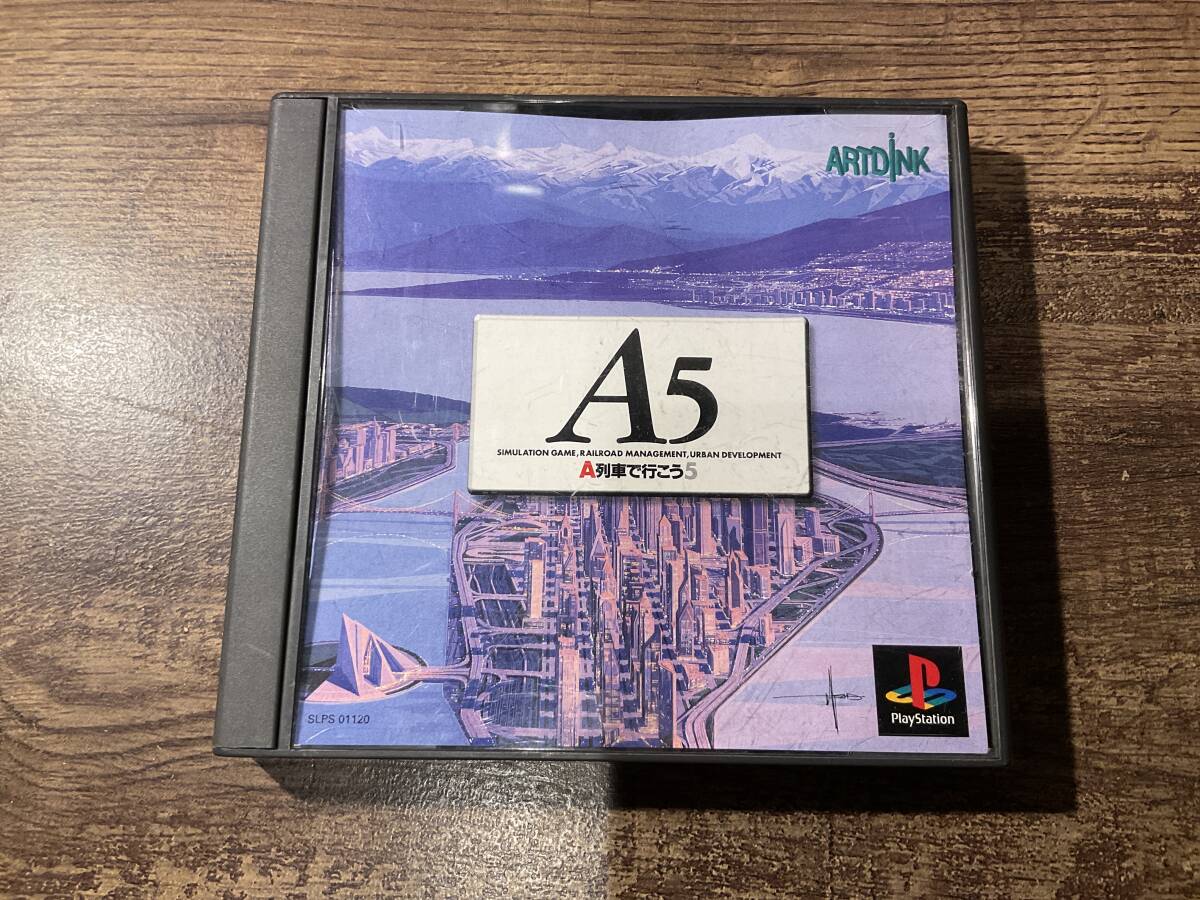 ARTDINK
A5
SIMULATION GAME, RAILROAD MANAGEMENT, URBAN DEVELOPMENT
A列車で行こう5
SLPS 01120
PlayStation